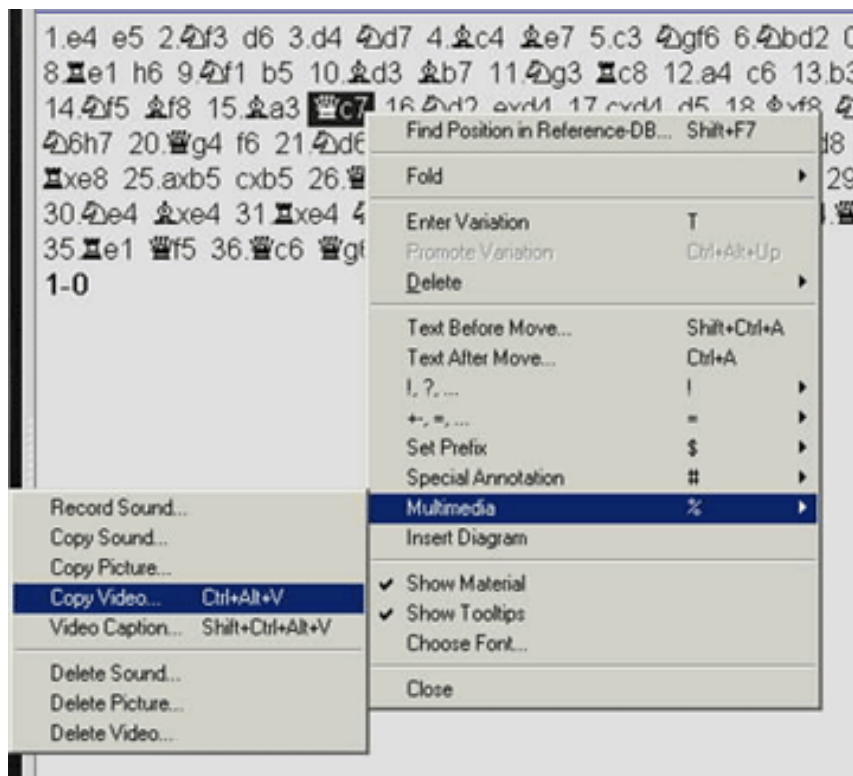 1.e4 e5 2.♘f3 d6 3.d4 ♘d7 4.♗c4 ♗e7 5.c3 ♘gf6 6.♘bd2
8.♖e1 h6 9.♘f1 b5 10.♗d3 ♗b7 11.♘g3 ♖c8 12.a4 c6 13.b3
14.♘f5 ♗f8 15.♗a3 ♕c7 16.♘d2 exd4 17.cxd4 d5 18.♗xf8
♘6h7 20.♕g4 f6 21.♘d6 d8
♖xe8 25.axb5 cxb5 26.♕ 29
30.♘e4 ♗xe4 31.♖xe4
35.♖e1 ♕f5 36.♕c6 ♕g6
1-0
Find Position in Reference-DB... Shift+F7
Fold
Enter Variation T
Promote Variation Ctrl+Alt+Up
Delete
Text Before Move... Shift+Ctrl+A
Text After Move... Ctrl+A
!, ?, ... !
+-, =, ... =
Set Prefix $
Special Annotation #
Multimedia %
Insert Diagram
Show Material
Show Tooltips
Choose Font...
Close
Record Sound...
Copy Sound...
Copy Picture...
Copy Video... Ctrl+Alt+V
Video Caption... Shift+Ctrl+Alt+V
Delete Sound...
Delete Picture...
Delete Video...